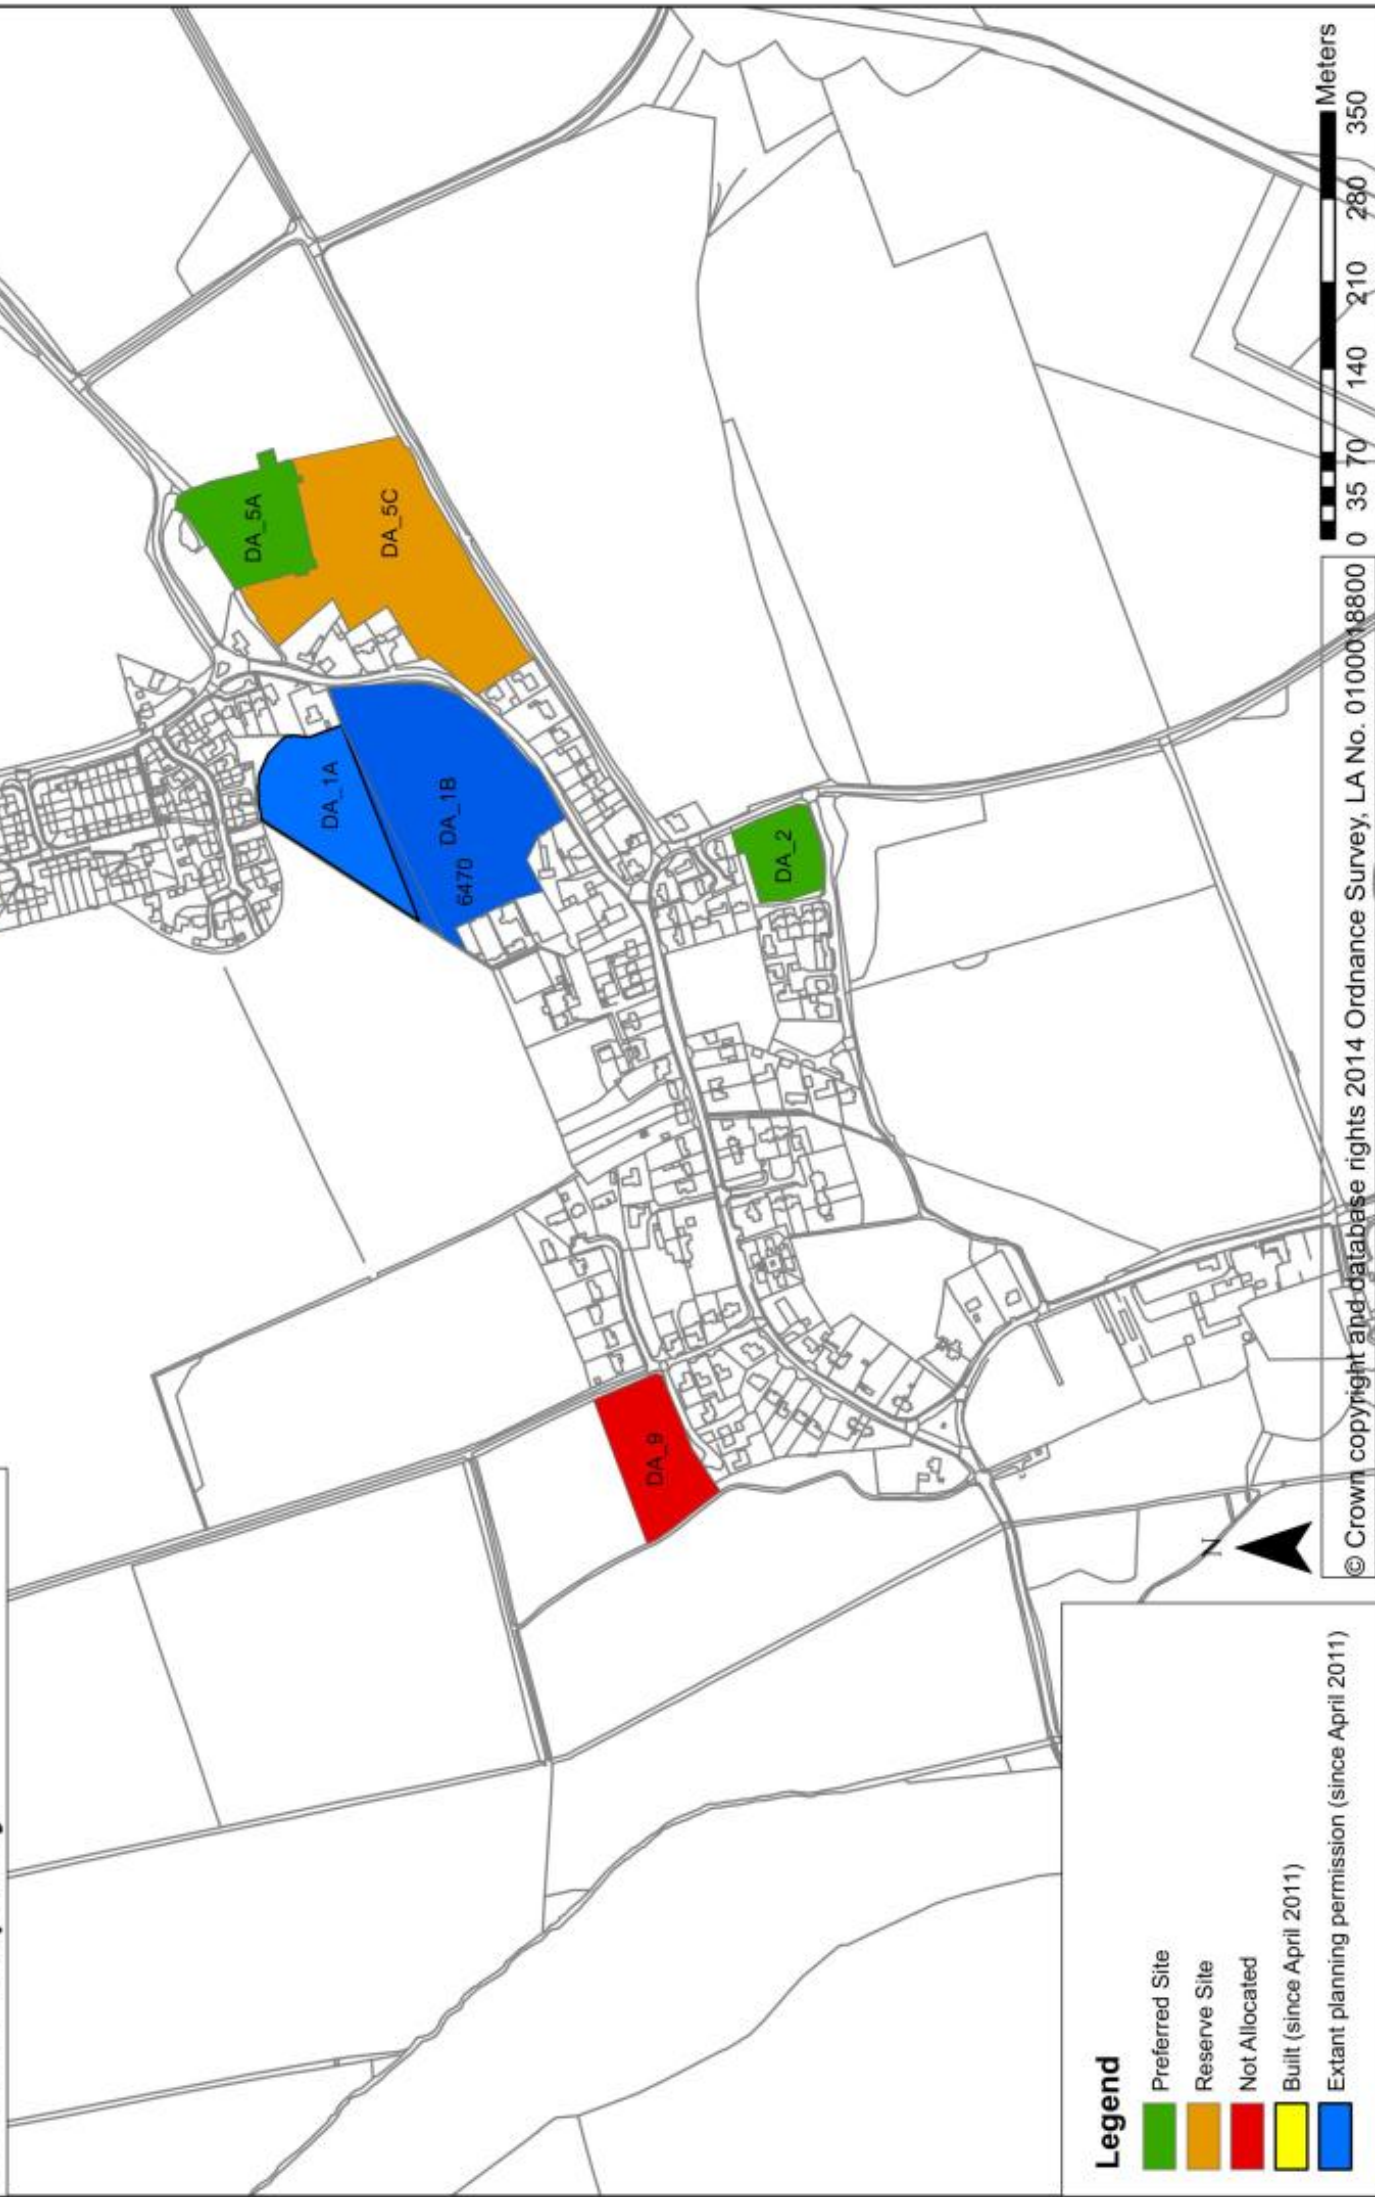 DA_5A
DA_5C
DA_1A
DA_1B
6470
DA_2
DA_9
N
Legend
Preferred Site
Reserve Site
Not Allocated
Built (since April 2011)
Extant planning permission (since April 2011)
© Crown copyright and database rights 2014 Ordnance Survey, LA No. 0100018800
0 35 70 140 210 280 350
Meters